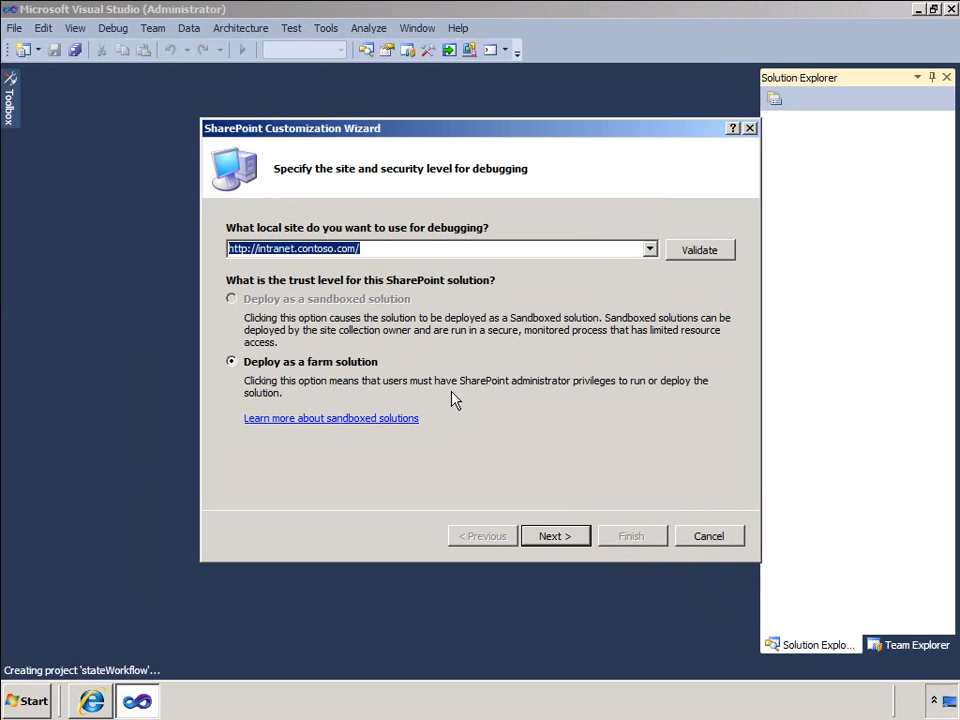 Microsoft Visual Studio (Administrator)
File Edit View Debug Team Data Architecture Test Tools Analyze Window Help
Toolbox
Solution Explorer
SharePoint Customization Wizard
Specify the site and security level for debugging
What local site do you want to use for debugging?
http://intranet.contoso.com/
Validate
What is the trust level for this SharePoint solution?
Deploy as a sandboxed solution
Clicking this option causes the solution to be deployed as a Sandboxed solution. Sandboxed solutions can be
deployed by the site collection owner and are run in a secure, monitored process that has limited resource
access.
Deploy as a farm solution
Clicking this option means that users must have SharePoint administrator privileges to run or deploy the
solution.
Learn more about sandboxed solutions
< Previous Next > Finish Cancel
Solution Explo... Team Explorer
Creating project 'stateWorkflow'...
Start